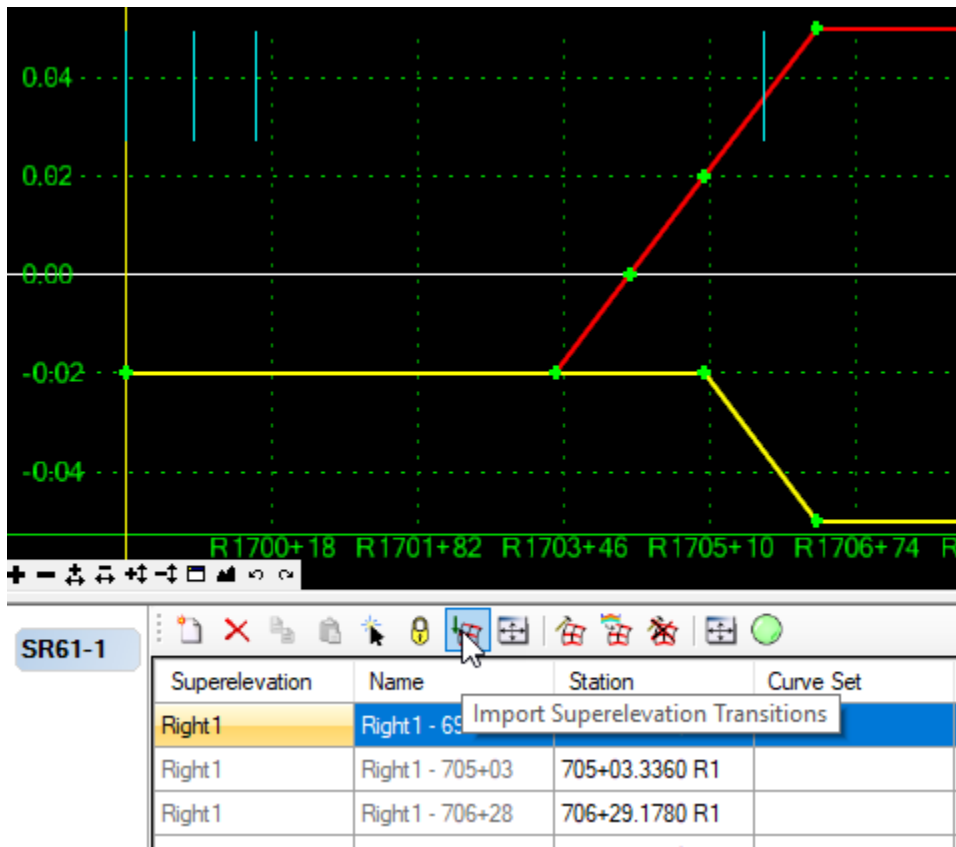 0.04
0.02
0.00
-0.02
-0.04
R1700+18 R1701+82 R1703+46 R1705+10 R1706+74 R
SR61-1
Superelevation Name Station Curve Set
Right1 Right1 - 69
Import Superelevation Transitions
Right1 Right1 - 705+03 705+03.3360 R1
Right1 Right1 - 706+28 706+29.1780 R1